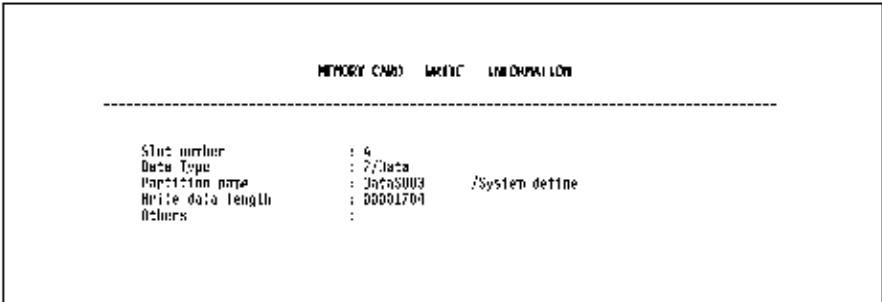 MEMORY CARD WRITE INFORMATION
--------------------------------------------------------------------------------
Slot number :
Data Type : /Data
Partition name : DataS003 /System define
Write data length : 00001704
Others :